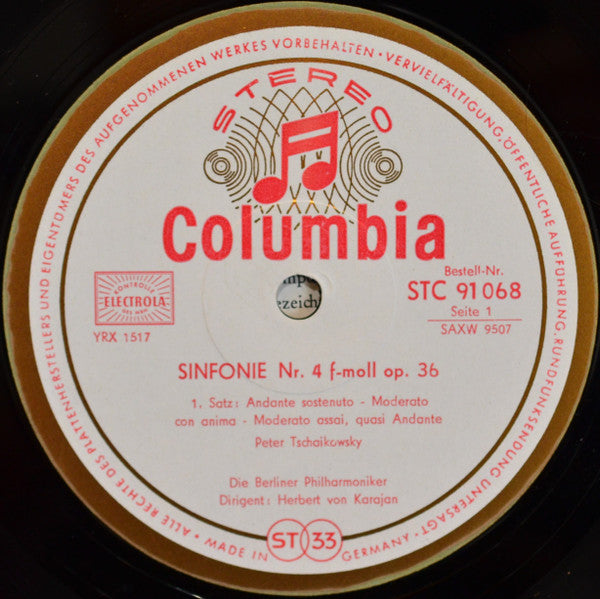 ALLE RECHTE DES PLATTENHERSTELLERS UND EIGENTÜMERS DES AUFGENOMMENEN WERKES VORBEHALTEN • VERVIELFÄLTIGUNG, ÖFFENTLICHE AUFFÜHRUNG, RUNDFUNKSENDUNG UNTERSAGT •
STEREO
Columbia
Bestell-Nr.
STC 91 068
Seite 1
SAXW 9507
KONTROLLE
ELECTROLA
YRX 1517
ezeich
SINFONIE Nr. 4 f-moll op. 36
1. Satz: Andante sostenuto - Moderato
con anima - Moderato assai, quasi Andante
Peter Tschaikowsky
Die Berliner Philharmoniker
Dirigent: Herbert von Karajan
MADE IN ST 33 GERMANY